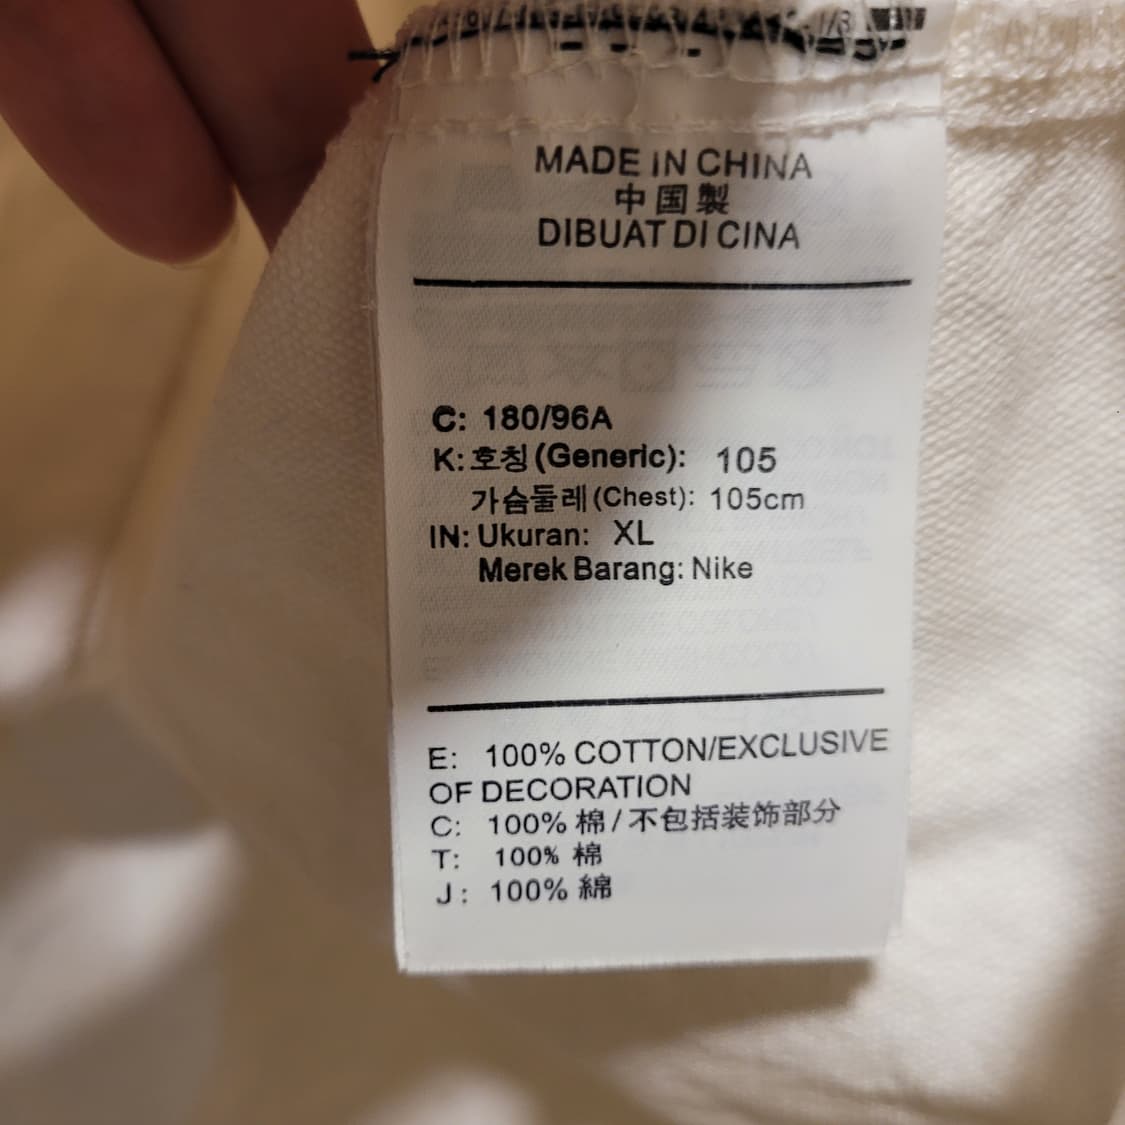 MADE IN CHINA
中国製
DIBUAT DI CINA
C: 180/96A
K: 호칭 (Generic): 105
가슴둘레 (Chest): 105cm
IN: Ukuran: XL
Merek Barang: Nike
E: 100% COTTON/EXCLUSIVE
OF DECORATION
C: 100% 棉 / 不包括装饰部分
T: 100% 棉
J: 100% 綿